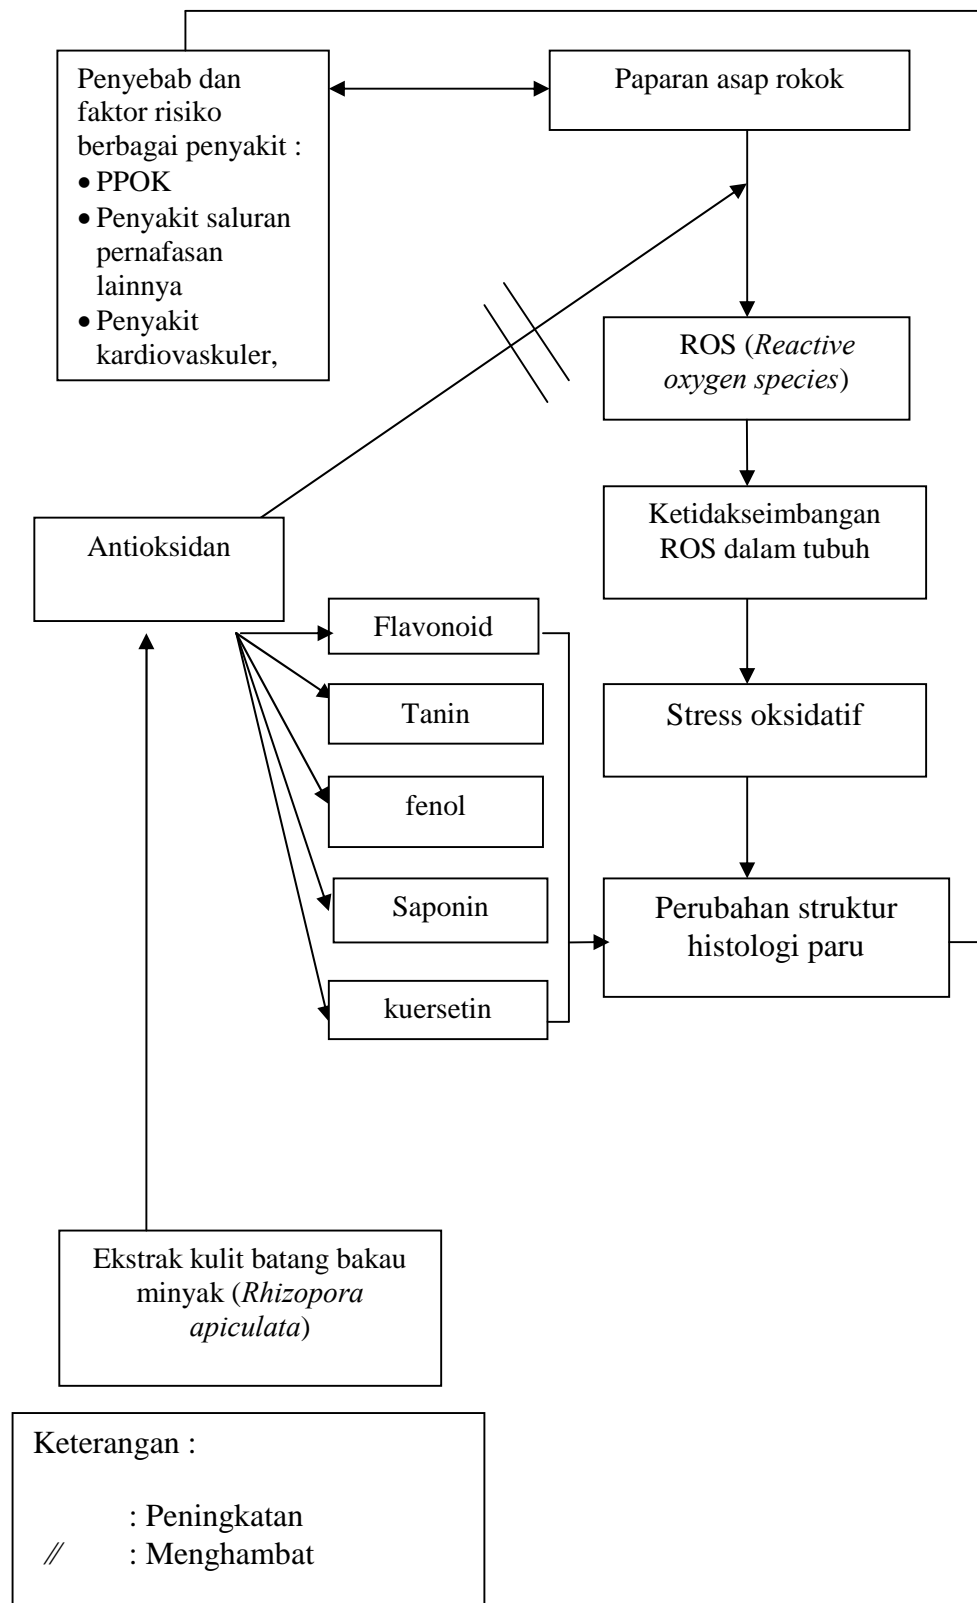 Penyebab dan
faktor risiko
berbagai penyakit :
• PPOK
• Penyakit saluran
pernafasan
lainnya
• Penyakit
kardiovaskuler,
Paparan asap rokok
ROS (Reactive
oxygen species)
Ketidakseimbangan
ROS dalam tubuh
Antioksidan
Flavonoid
Tanin
fenol
Saponin
kuersetin
Stress oksidatif
Perubahan struktur
histologi paru
Ekstrak kulit batang bakau
minyak (Rhizopora
apiculata)
Keterangan :
: Peningkatan
// : Menghambat